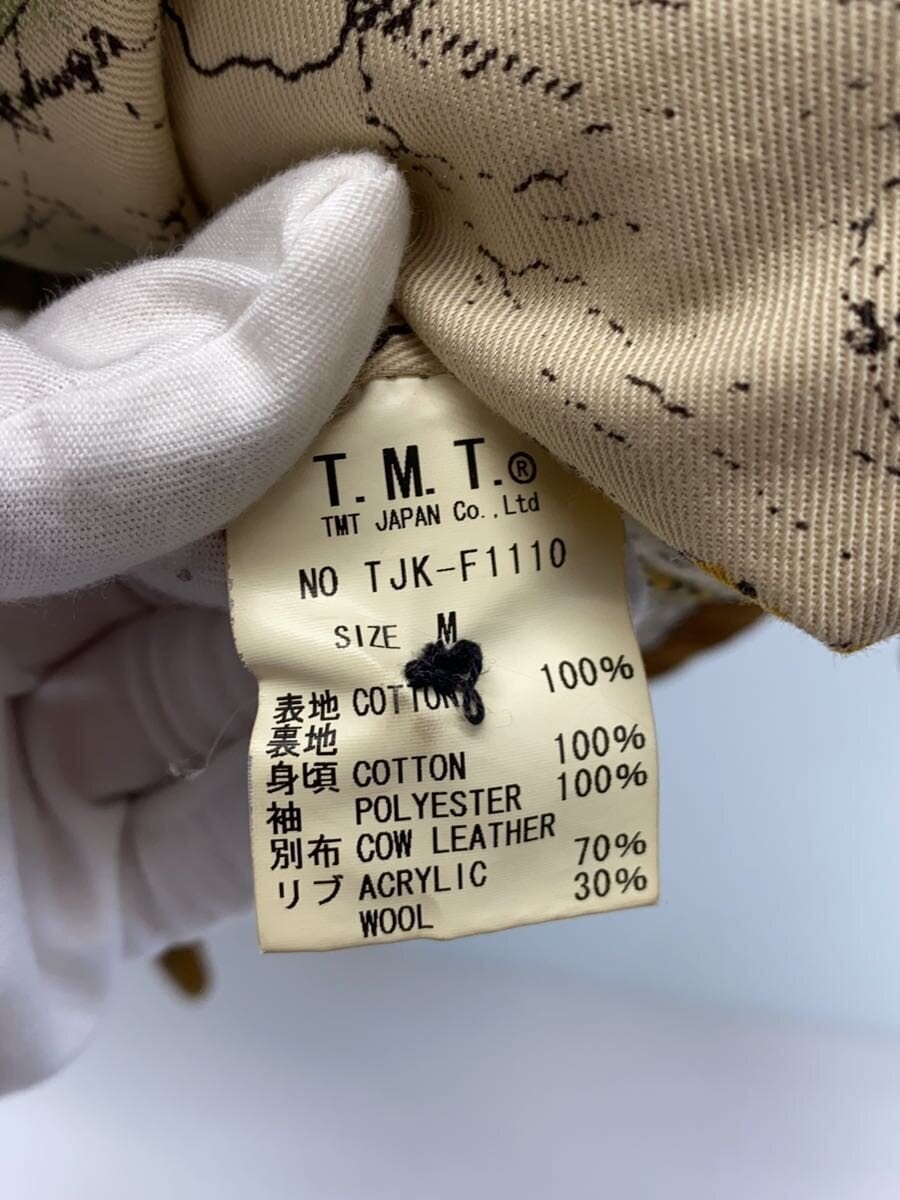 T.M.T.®
TMT JAPAN Co.,Ltd
NO TJK-F1110
SIZE M
表地 COTTON 100%
裏地
身頃 COTTON 100%
袖 POLYESTER 100%
別布 COW LEATHER
リブ ACRYLIC 70%
WOOL 30%